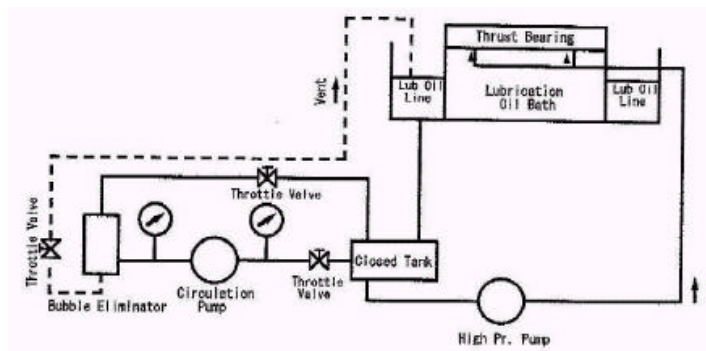 Thrust Bearing
Lub Oil
Line
Lubrication
Oil Bath
Lub Oil
Line
Vent
Throttle Valve
Throttle Valve
Closed Tank
Throttle
Valve
Circulation
Pump
Bubble Eliminator
High Pr. Pump